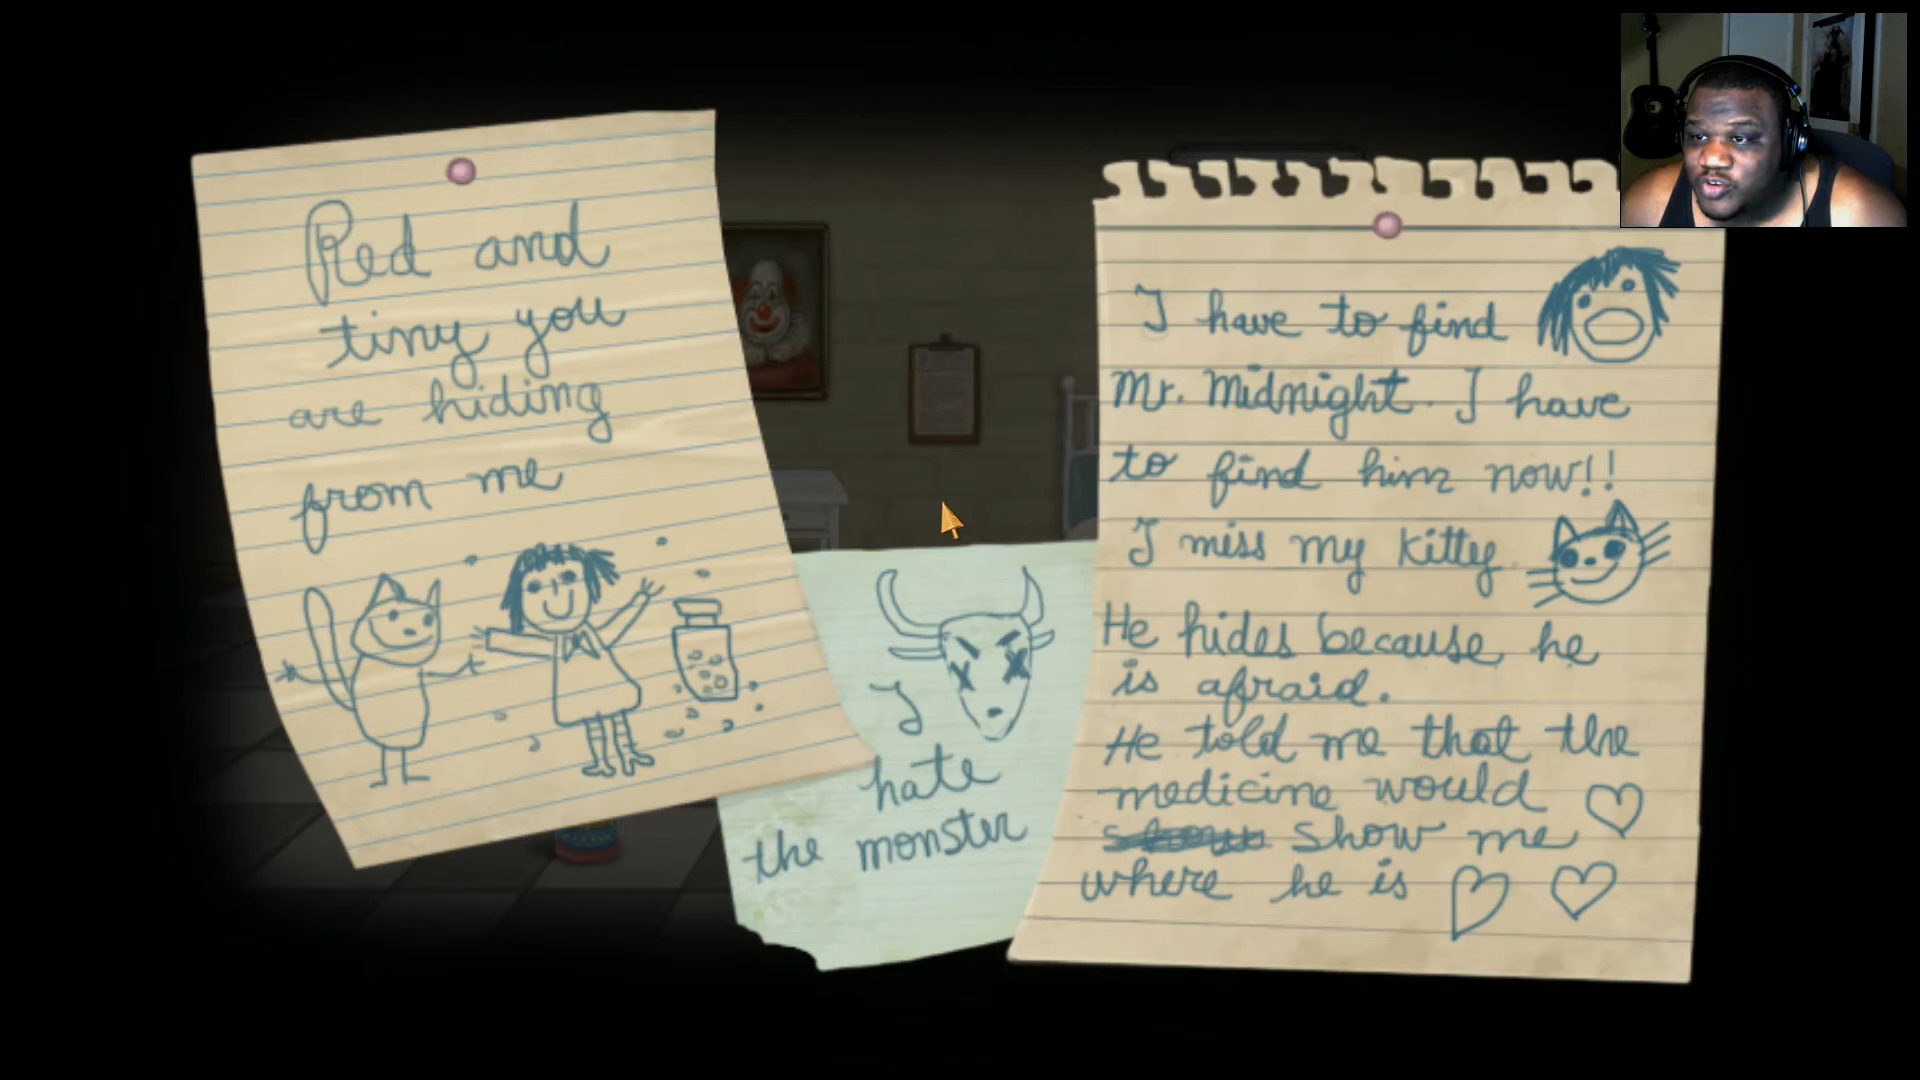 Red and
tiny you
are hiding
from me
I
hate
the monster
I have to find
Mr. Midnight. I have
to find him now!!
I miss my Kitty
He hides because he
is afraid.
He told me that the
medicine would
show me
where he is